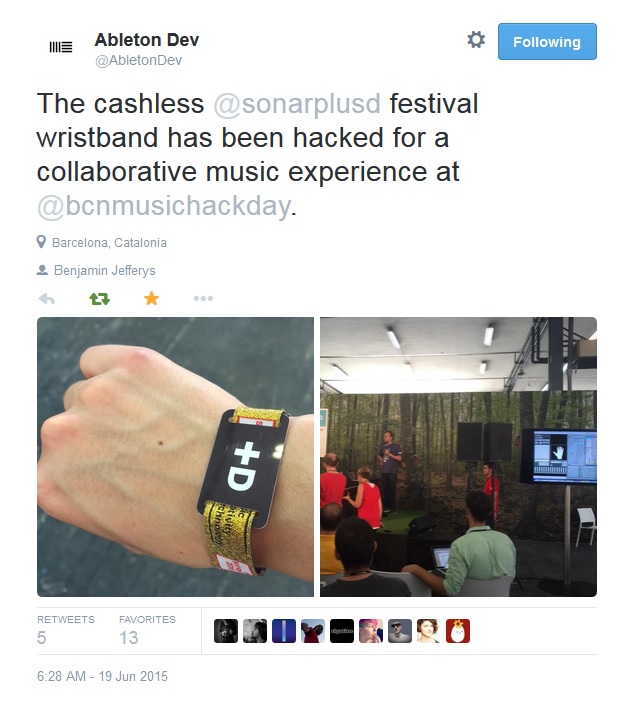 Ableton Dev
@AbletonDev
Following
The cashless @sonarplusd festival
wristband has been hacked for a
collaborative music experience at
@bcnmusichackday.
Barcelona, Catalonia
Benjamin Jefferys
+D
RETWEETS
FAVORITES
5
13
6:28 AM - 19 Jun 2015